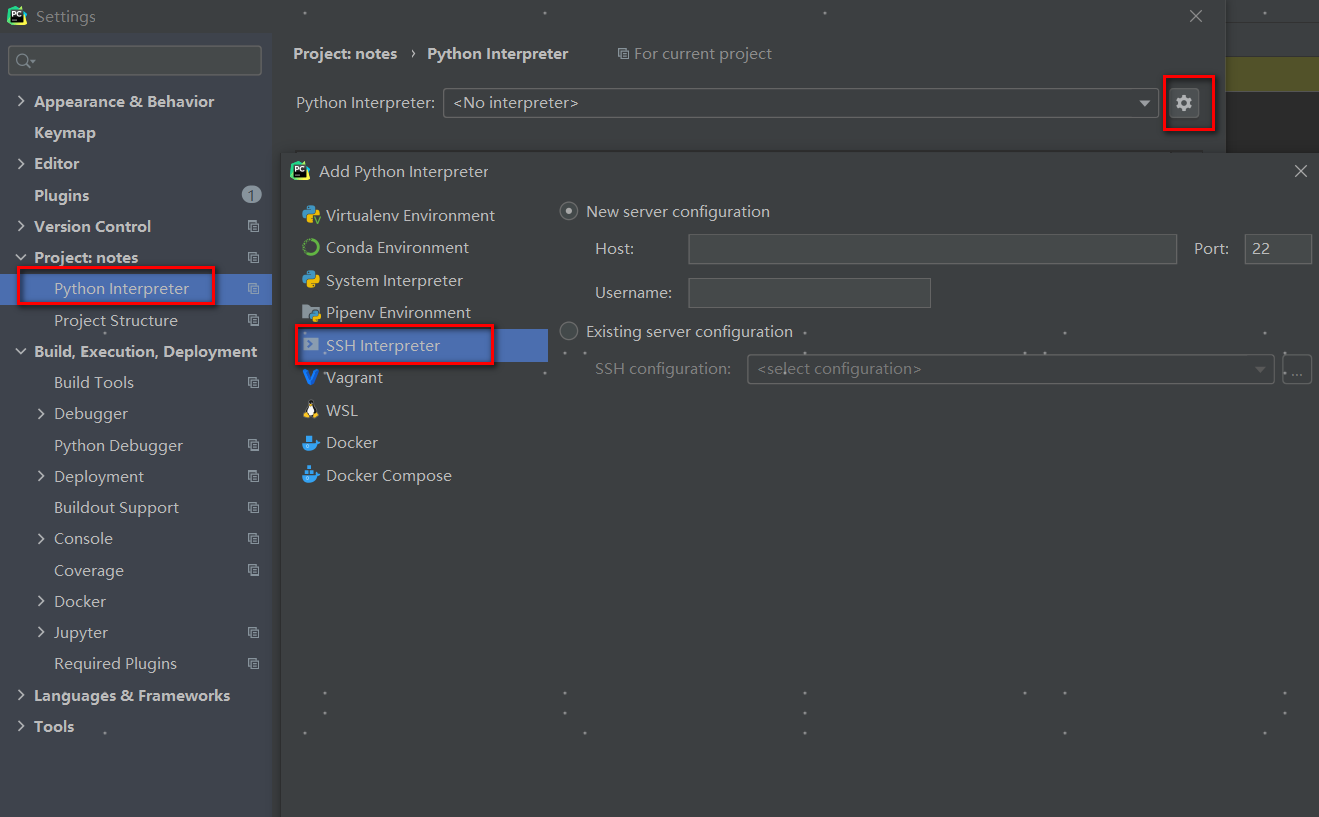 Settings
Project: notes › Python Interpreter For current project
Python Interpreter: <No interpreter>
Appearance & Behavior
Keymap
Editor
Plugins 1
Version Control
Project: notes
Python Interpreter
Project Structure
Build, Execution, Deployment
Build Tools
Debugger
Python Debugger
Deployment
Buildout Support
Console
Coverage
Docker
Jupyter
Required Plugins
Languages & Frameworks
Tools
Add Python Interpreter
Virtualenv Environment
Conda Environment
System Interpreter
Pipenv Environment
SSH Interpreter
Vagrant
WSL
Docker
Docker Compose
New server configuration
Host: Port: 22
Username:
Existing server configuration
SSH configuration: <select configuration> ...